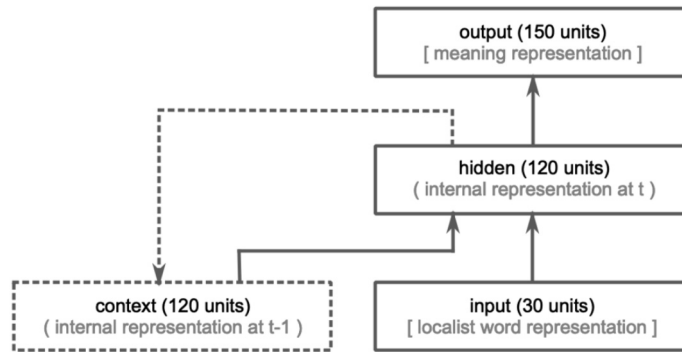 output (150 units)
[ meaning representation ]
hidden (120 units)
( internal representation at t )
context (120 units)
( internal representation at t-1 )
input (30 units)
[ localist word representation ]